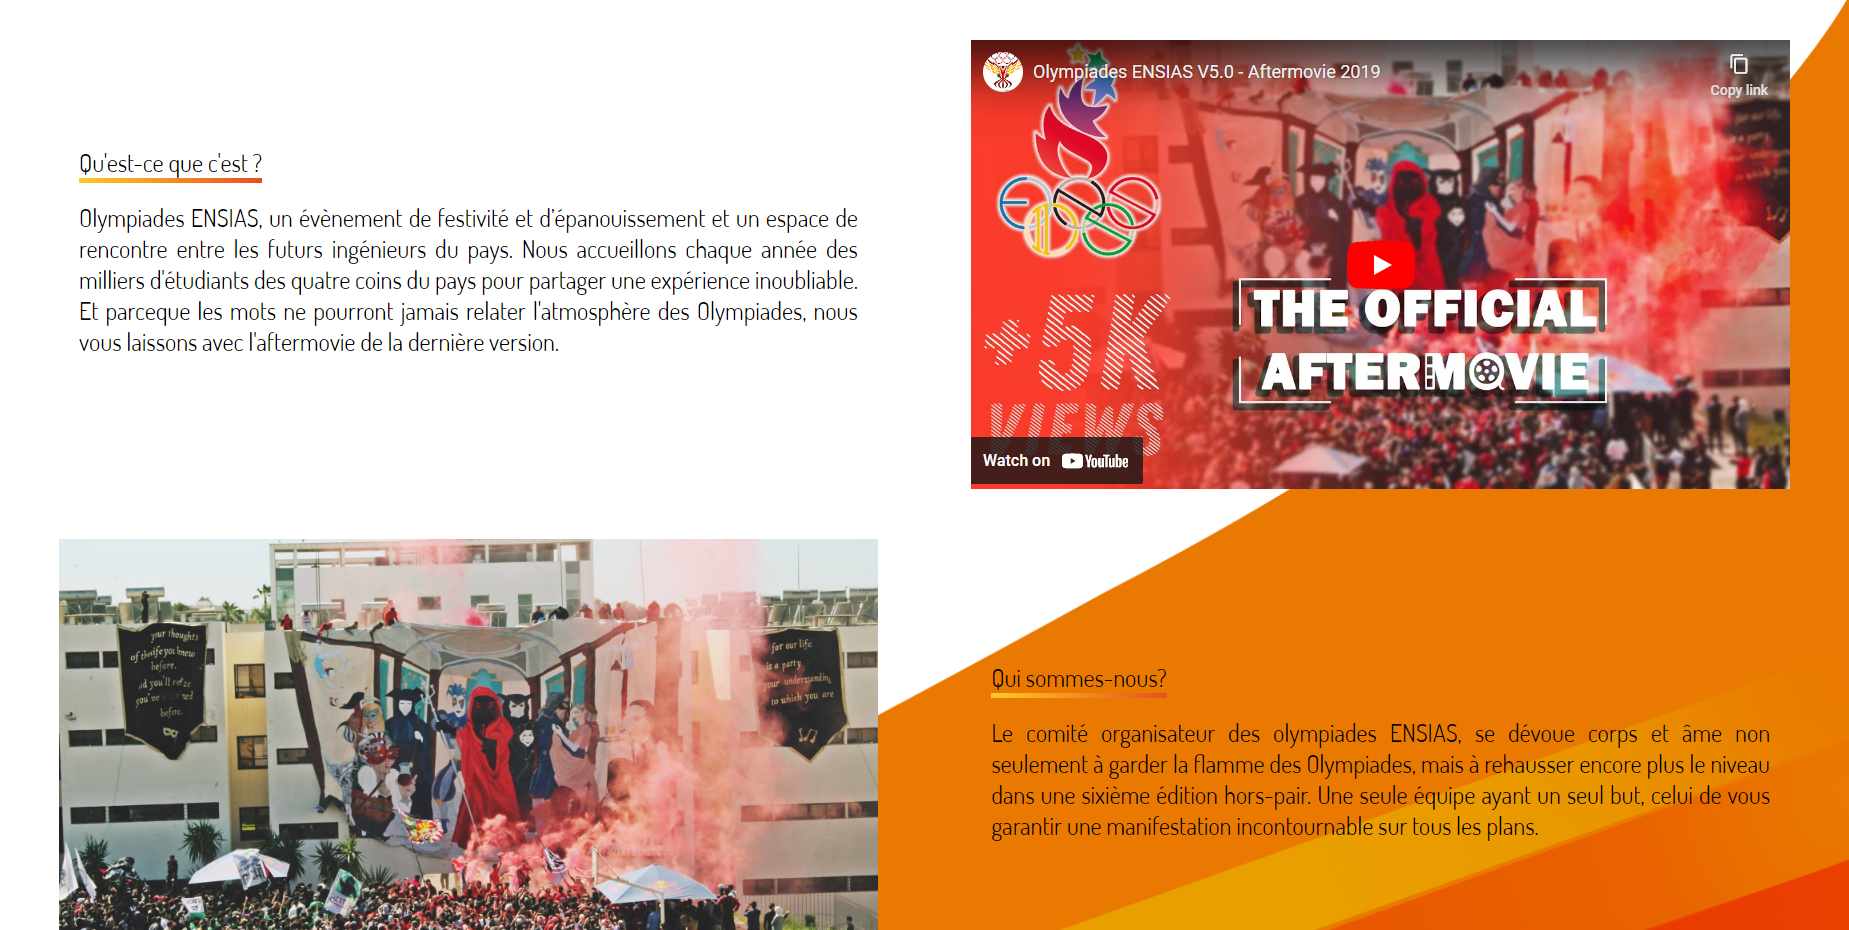 Qu'est-ce que c'est ?
Olympiades ENSIAS, un évènement de festivité et d’épanouissement et un espace de
rencontre entre les futurs ingénieurs du pays. Nous accueillons chaque année des
milliers d'étudiants des quatre coins du pays pour partager une expérience inoubliable.
Et parceque les mots ne pourront jamais relater l'atmosphère des Olympiades, nous
vous laissons avec l'aftermovie de la dernière version.
Olympiades ENSIAS V5.0 - Aftermovie 2019
Copy link
+5K
VIEWS
THE OFFICIAL
AFTERMOVIE
Watch on YouTube
your thoughts
of the life you knew
before.
you've
before.
for our life
is a party
your understanding
to which you are
Qui sommes-nous?
Le comité organisateur des olympiades ENSIAS, se dévoue corps et âme non
seulement à garder la flamme des Olympiades, mais à rehausser encore plus le niveau
dans une sixième édition hors-pair. Une seule équipe ayant un seul but, celui de vous
garantir une manifestation incontournable sur tous les plans.